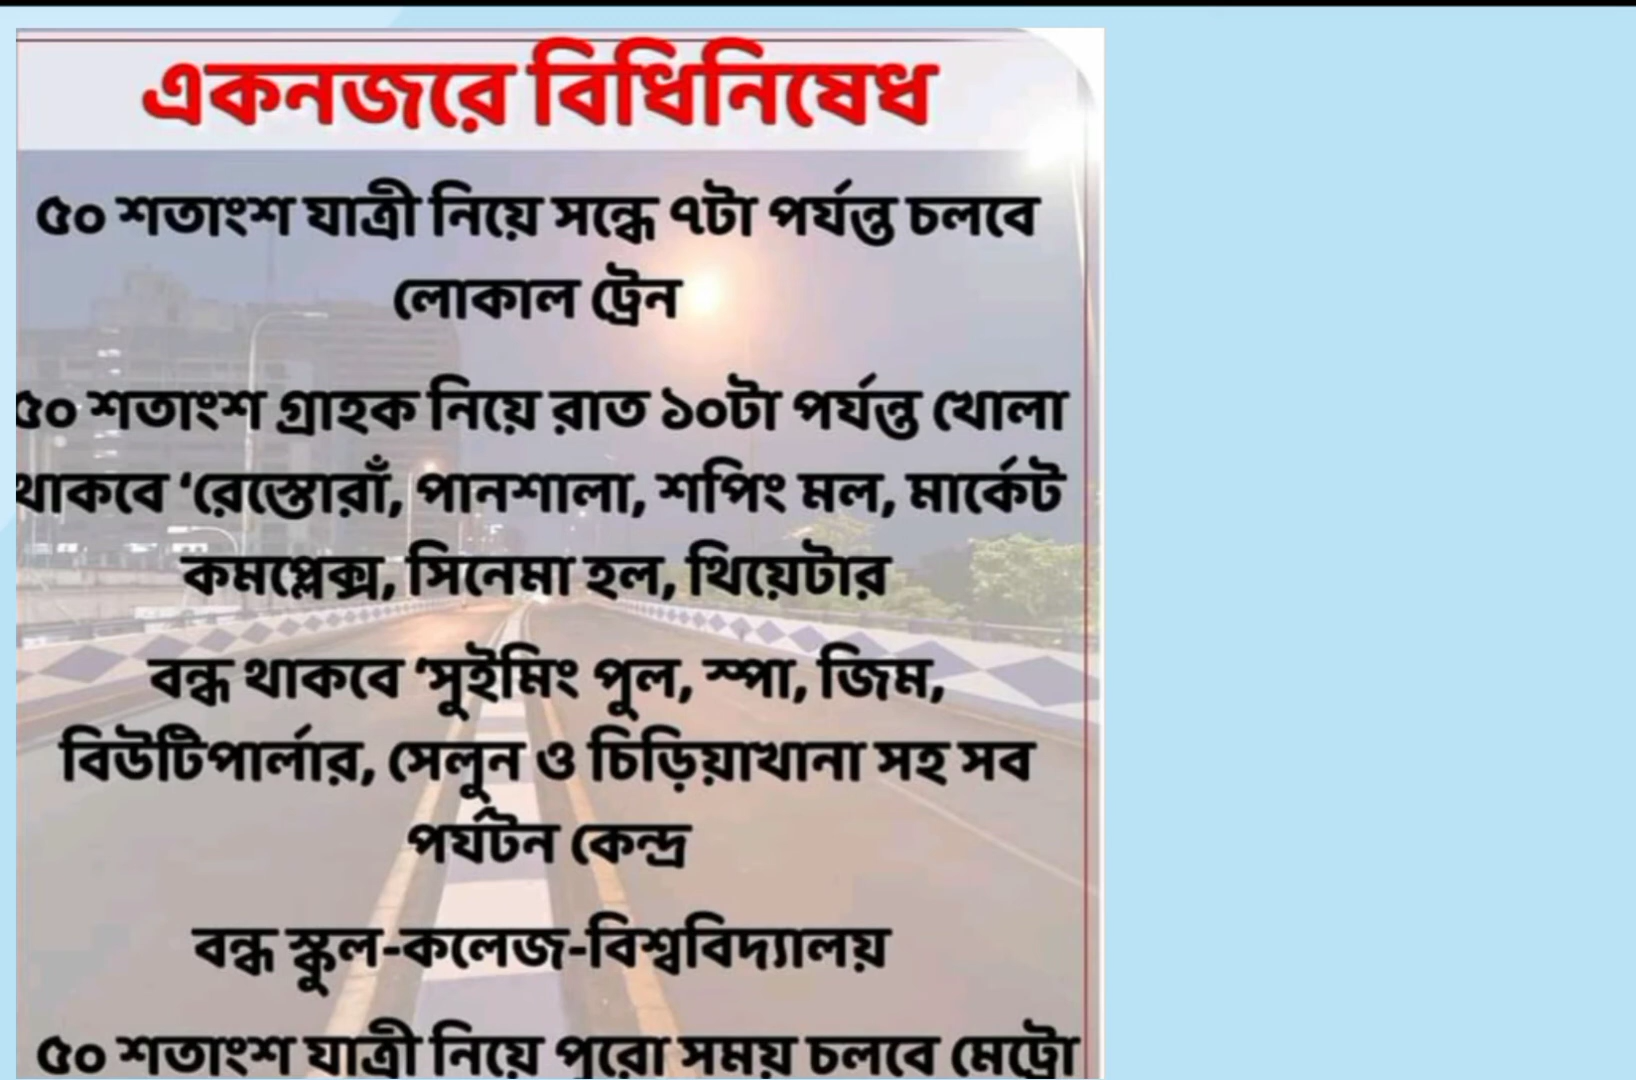 একনজরে বিধিনিষেধ
৫০ শতাংশ যাত্রী নিয়ে সন্ধে ৭টা পর্যন্ত চলবে
লোকাল ট্রেন
৫০ শতাংশ গ্রাহক নিয়ে রাত ১০টা পর্যন্ত খোলা
থাকবে ‘রেস্তোরাঁ, পানশালা, শপিং মল, মার্কেট
কমপ্লেক্স, সিনেমা হল, থিয়েটার
বন্ধ থাকবে ‘সুইমিং পুল, স্পা, জিম,
বিউটিপার্লার, সেলুন ও চিড়িয়াখানা সহ সব
পর্যটন কেন্দ্র
বন্ধ স্কুল-কলেজ-বিশ্ববিদ্যালয়
৫০ শতাংশ যাত্রী নিয়ে পুরো সময় চলবে মেট্রো